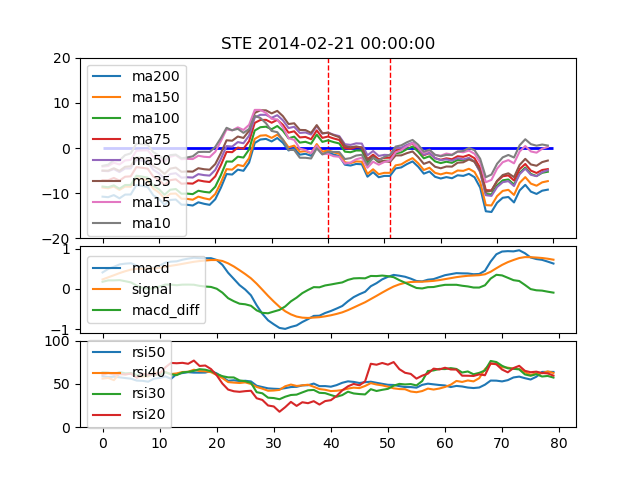 STE 2014-02-21 00:00:00
20
10
0
−10
−20
ma200
ma150
ma100
ma75
ma50
ma35
ma15
ma10
1
0
−1
macd
signal
macd_diff
100
50
0
rsi50
rsi40
rsi30
rsi20
0 10 20 30 40 50 60 70 80